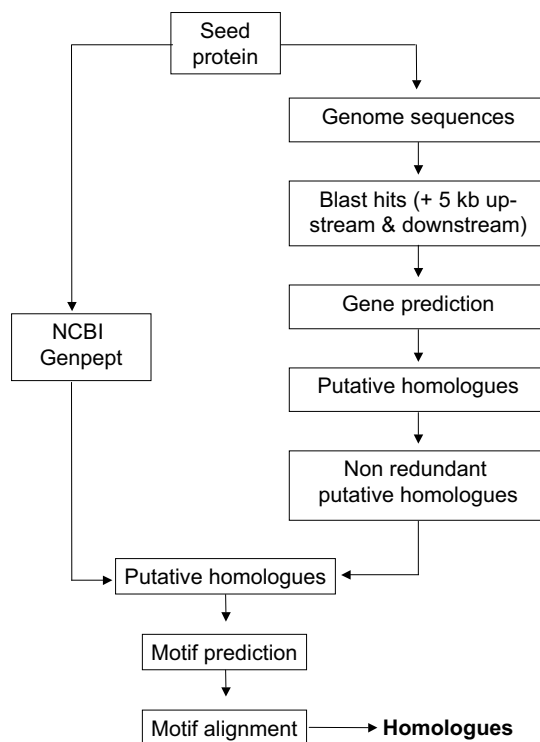 Seed
protein
Genome sequences
Blast hits (+ 5 kb up-
stream & downstream)
Gene prediction
NCBI
Genpept
Putative homologues
Non redundant
putative homologues
Putative homologues
Motif prediction
Motif alignment
Homologues